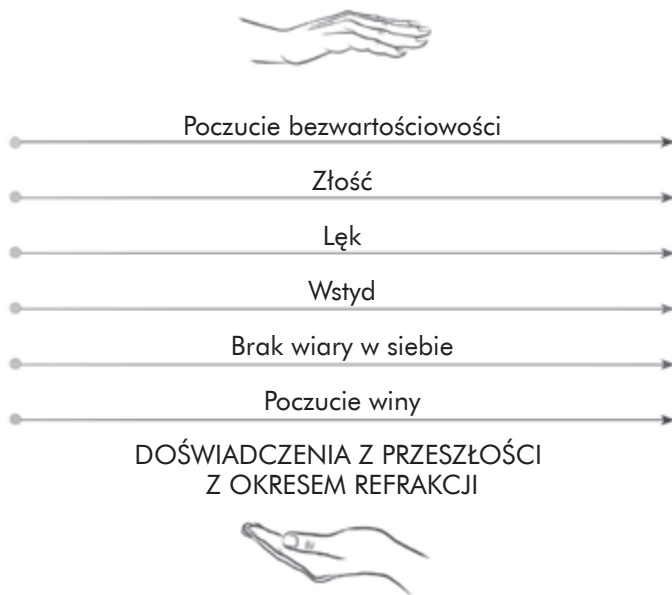 Poczucie bezwartościowości
Złość
Lęk
Wstyd
Brak wiary w siebie
Poczucie winy
DOŚWIADCZENIA Z PRZESZŁOŚCI
Z OKRESEM REFRAKCJI